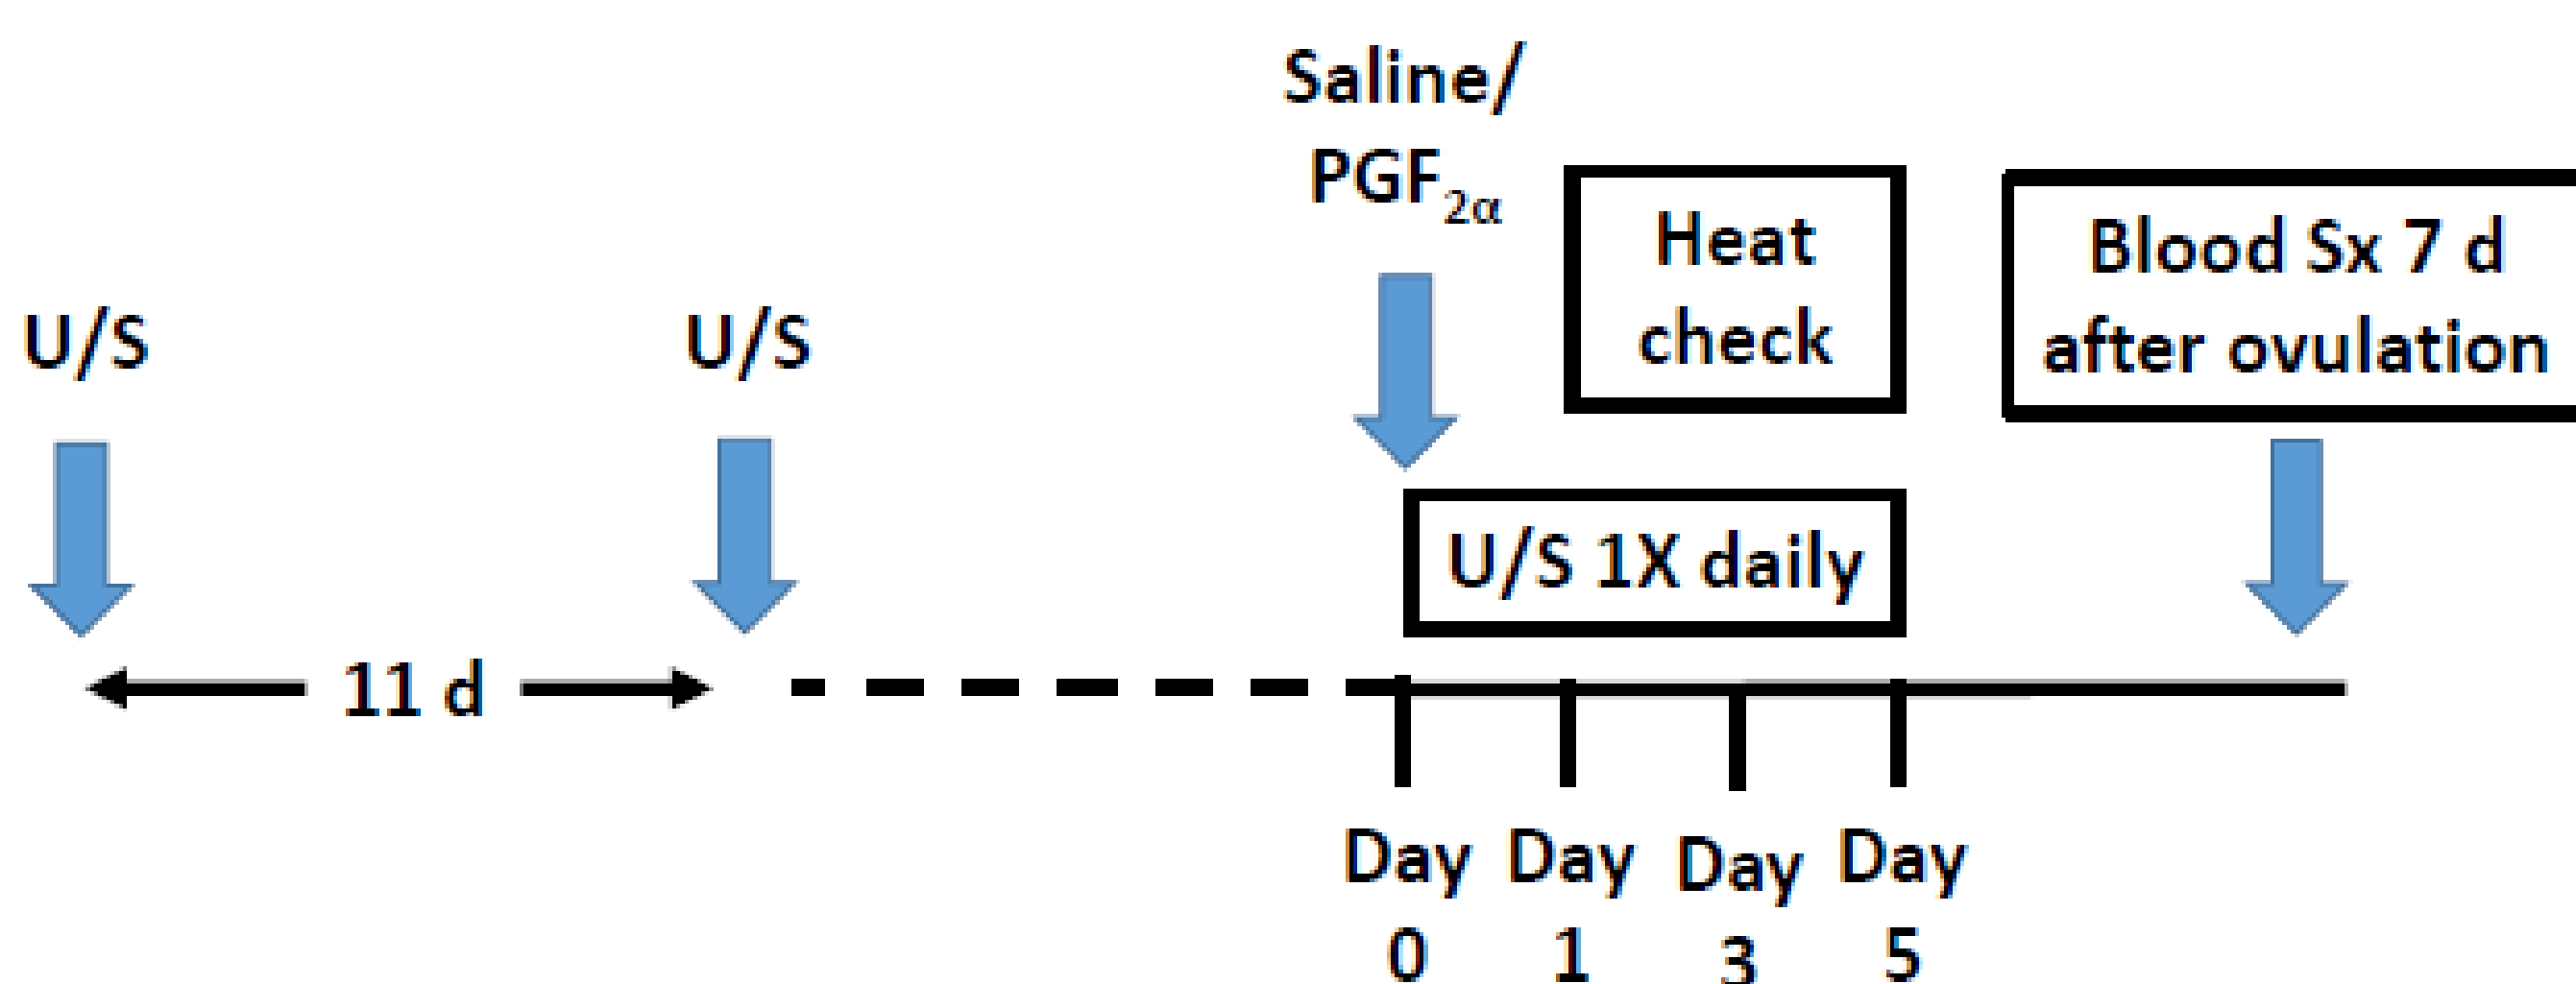 U/S
U/S
Saline/
PGF2α
Heat
check
Blood Sx 7 d
after ovulation
U/S 1X daily
11 d
Day
0
Day
1
Day
3
Day
5